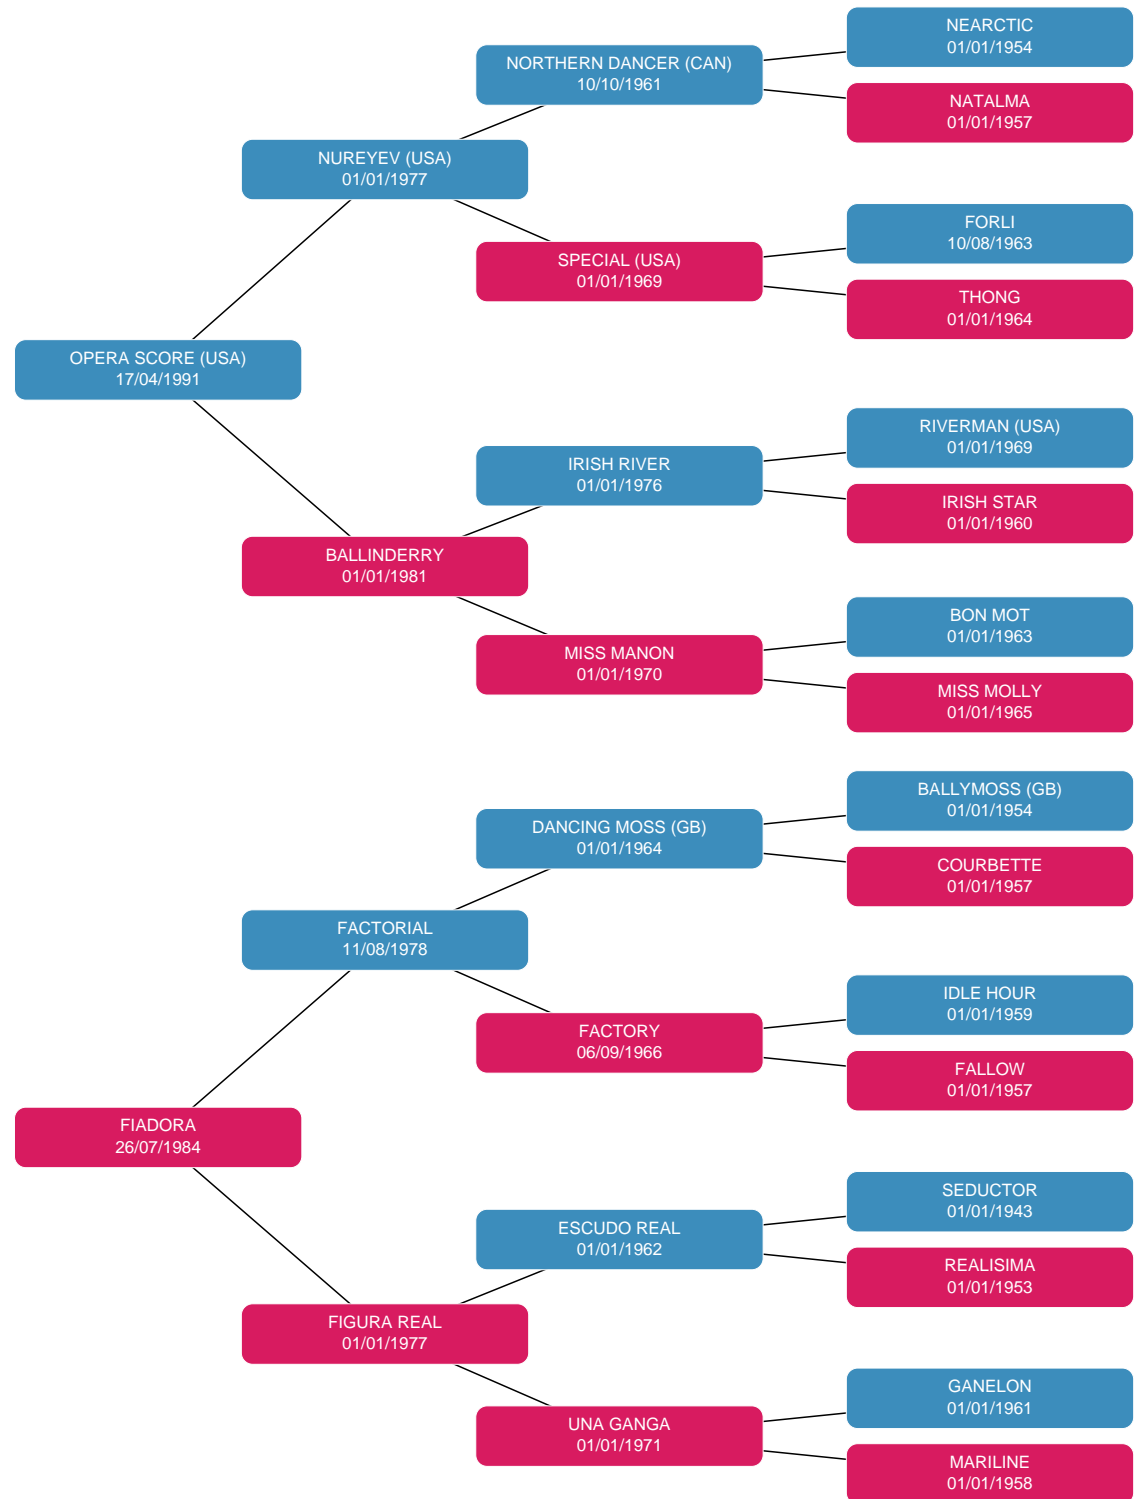 NEARCTIC
01/01/1954
NORTHERN DANCER (CAN)
10/10/1961
NATALMA
01/01/1957
NUREYEV (USA)
01/01/1977
FORLI
10/08/1963
SPECIAL (USA)
01/01/1969
THONG
01/01/1964
OPERA SCORE (USA)
17/04/1991
RIVERMAN (USA)
01/01/1969
IRISH RIVER
01/01/1976
IRISH STAR
01/01/1960
BALLINDERRY
01/01/1981
BON MOT
01/01/1963
MISS MANON
01/01/1970
MISS MOLLY
01/01/1965
BALLYMOSS (GB)
01/01/1954
DANCING MOSS (GB)
01/01/1964
COURBETTE
01/01/1957
FACTORIAL
11/08/1978
IDLE HOUR
01/01/1959
FACTORY
06/09/1966
FALLOW
01/01/1957
FIADORA
26/07/1984
SEDUCTOR
01/01/1943
ESCUDO REAL
01/01/1962
REALISIMA
01/01/1953
FIGURA REAL
01/01/1977
GANELON
01/01/1961
UNA GANGA
01/01/1971
MARILINE
01/01/1958